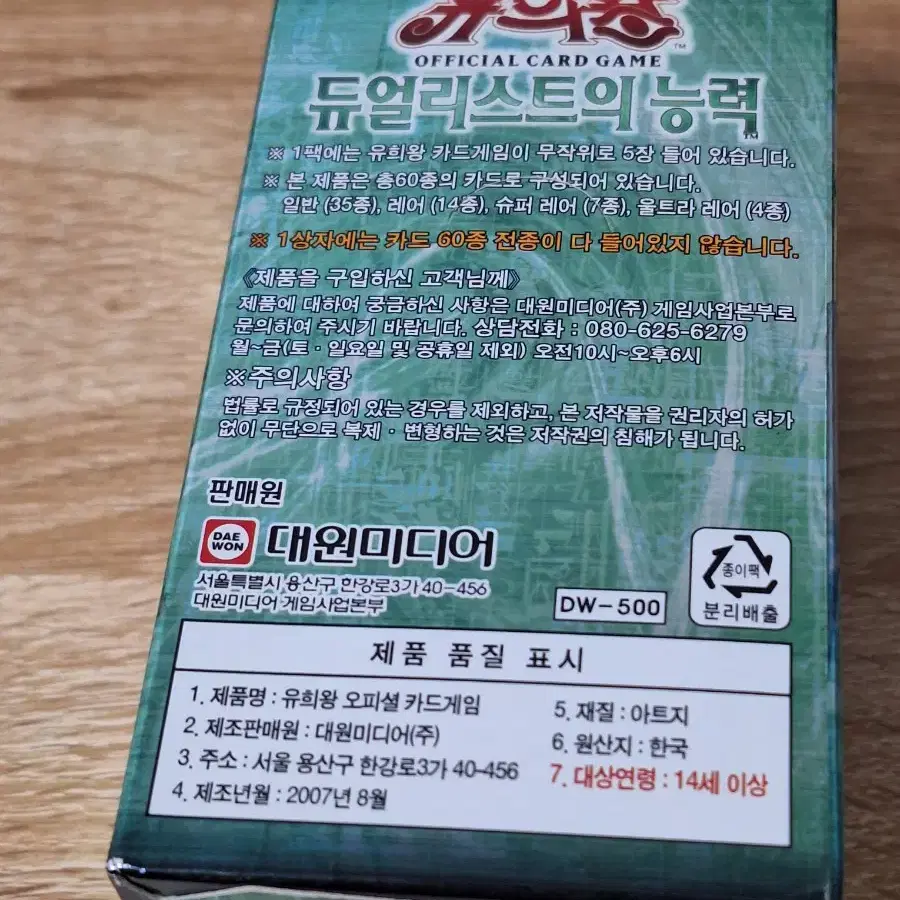 유희왕
OFFICIAL CARD GAME
TM
듀얼리스트의 능력
TM
※ 1팩에는 유희왕 카드게임이 무작위로 5장 들어 있습니다.
※ 본 제품은 총60종의 카드로 구성되어 있습니다.
일반 (35종), 레어 (14종), 슈퍼 레어 (7종), 울트라 레어 (4종)
※ 1상자에는 카드 60종 전종이 다 들어있지 않습니다.
《제품을 구입하신 고객님께》
제품에 대하여 궁금하신 사항은 대원미디어(주) 게임사업본부로
문의하여 주시기 바랍니다. 상담전화 : 080-625-6279
월~금(토·일요일 및 공휴일 제외) 오전10시~오후6시
※주의사항
법률로 규정되어 있는 경우를 제외하고, 본 저작물을 권리자의 허가
없이 무단으로 복제·변형하는 것은 저작권의 침해가 됩니다.
판매원
DAE WON 대원미디어
서울특별시 용산구 한강로3가 40-456
대원미디어 게임사업본부
DW-500
종이팩
분리배출
제품 품질 표시
1. 제품명 : 유희왕 오피셜 카드게임
2. 제조판매원 : 대원미디어(주)
3. 주소 : 서울 용산구 한강로3가 40-456
4. 제조년월 : 2007년 8월
5. 재질 : 아트지
6. 원산지 : 한국
7. 대상연령 : 14세 이상